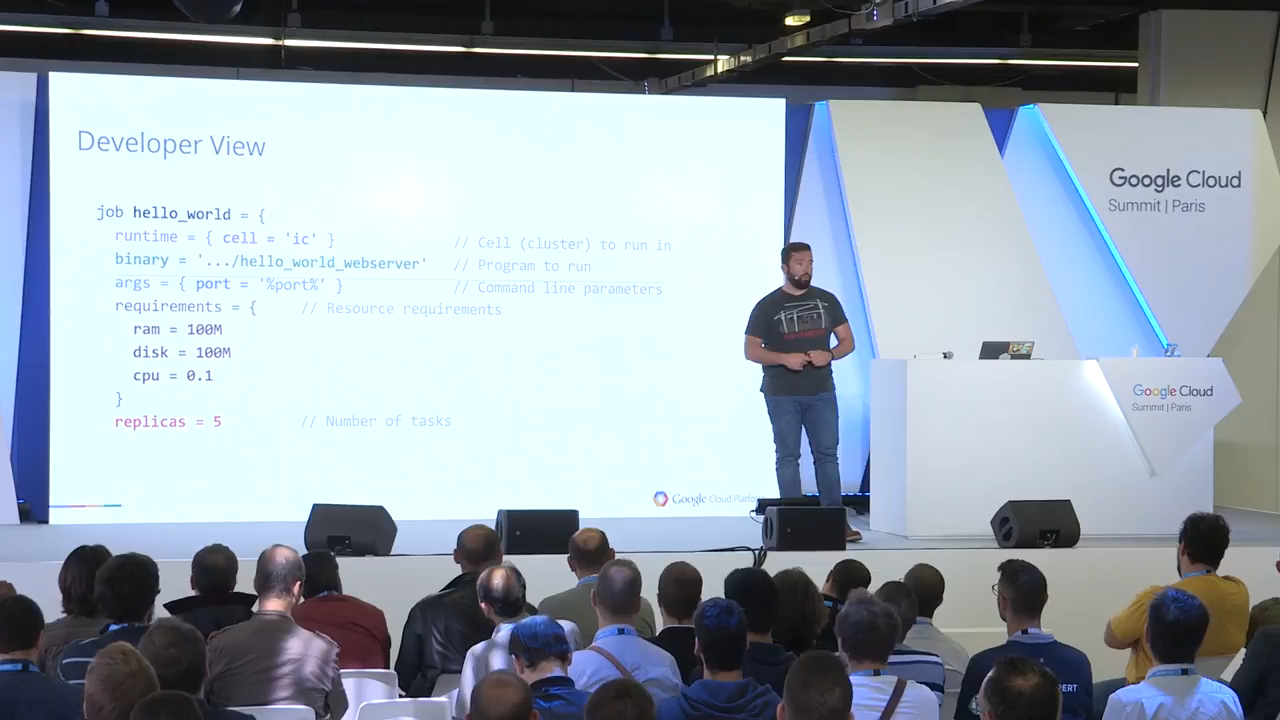 Developer View
job hello_world = {
runtime = { cell = 'ic' } // Cell (cluster) to run in
binary = '.../hello_world_webserver' // Program to run
args = { port = '%port%' } // Command line parameters
requirements = { // Resource requirements
ram = 100M
disk = 100M
cpu = 0.1
}
replicas = 5 // Number of tasks
Google Cloud Platfo
Google Cloud
Summit | Paris
Google Cloud
Summit | Paris
PERT